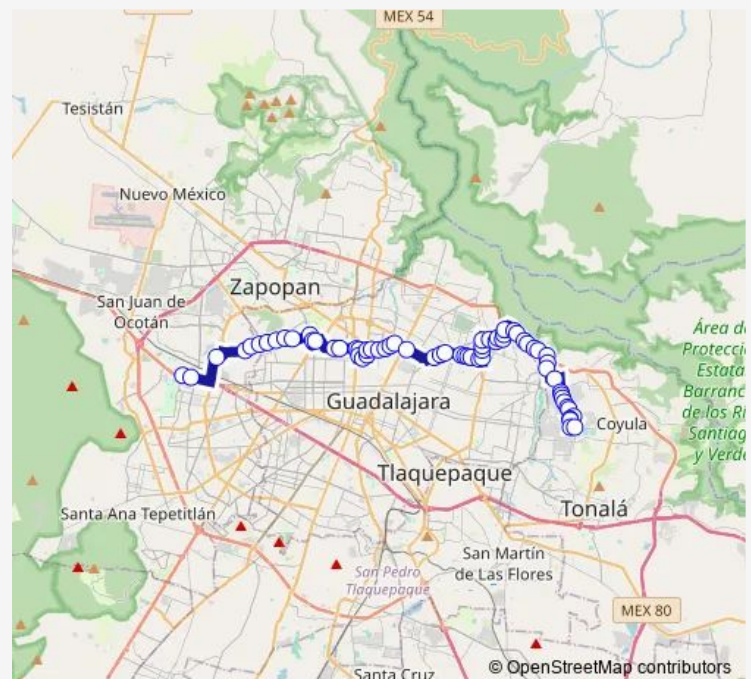 MEX 54
Tesistán
Nuevo México
Zapopan
San Juan de
Ocotán
Área d
Protecci
Estata
Barranc
de los Rí
Santiag
y Verde
Guadalajara
Coyula
Tlaquepaque
Santa Ana Tepetitlán
Tonalá
San Martín
de Las Flores
San Pedro
Tlaquepaque
MEX 80
Santa Cruz
© OpenStreetMap contributors